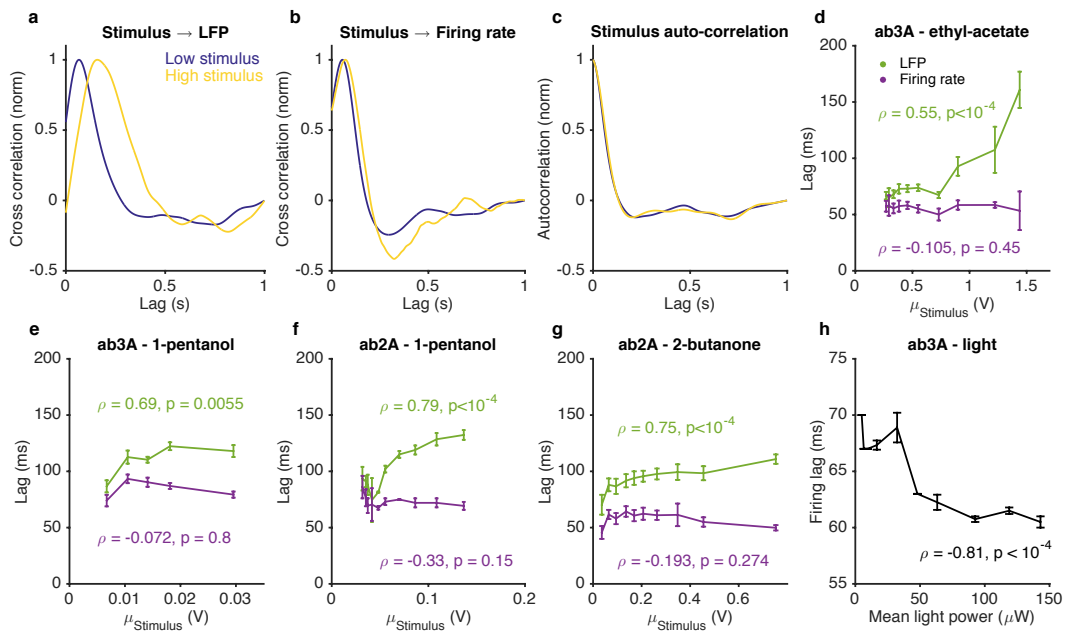 a
Stimulus → LFP
Low stimulus
High stimulus
Cross correlation (norm)
1
0.5
0
-0.5
0
0.5
1
Lag (s)
b
Stimulus → Firing rate
Cross correlation (norm)
1
0.5
0
-0.5
0
0.5
1
Lag (s)
c
Stimulus auto-correlation
Autocorrelation (norm)
1
0.5
0
-0.5
0
0.5
1
Lag (s)
d
ab3A - ethyl-acetate
LFP
Firing rate
ρ = 0.55, p<10⁻⁴
ρ = -0.105, p = 0.45
Lag (ms)
200
150
100
50
0
0
0.5
1
1.5
μStimulus (V)
e
ab3A - 1-pentanol
ρ = 0.69, p = 0.0055
ρ = -0.072, p = 0.8
Lag (ms)
200
150
100
50
0
0
0.01
0.02
0.03
μStimulus (V)
f
ab2A - 1-pentanol
ρ = 0.79, p<10⁻⁴
ρ = -0.33, p = 0.15
Lag (ms)
200
150
100
50
0
0
0.1
0.2
μStimulus (V)
g
ab2A - 2-butanone
ρ = 0.75, p<10⁻⁴
ρ = -0.193, p = 0.274
Lag (ms)
200
150
100
50
0
0
0.2
0.4
0.6
μStimulus (V)
h
ab3A - light
ρ = -0.81, p < 10⁻⁴
Firing lag (ms)
75
70
65
60
55
0
50
100
150
Mean light power (μW)